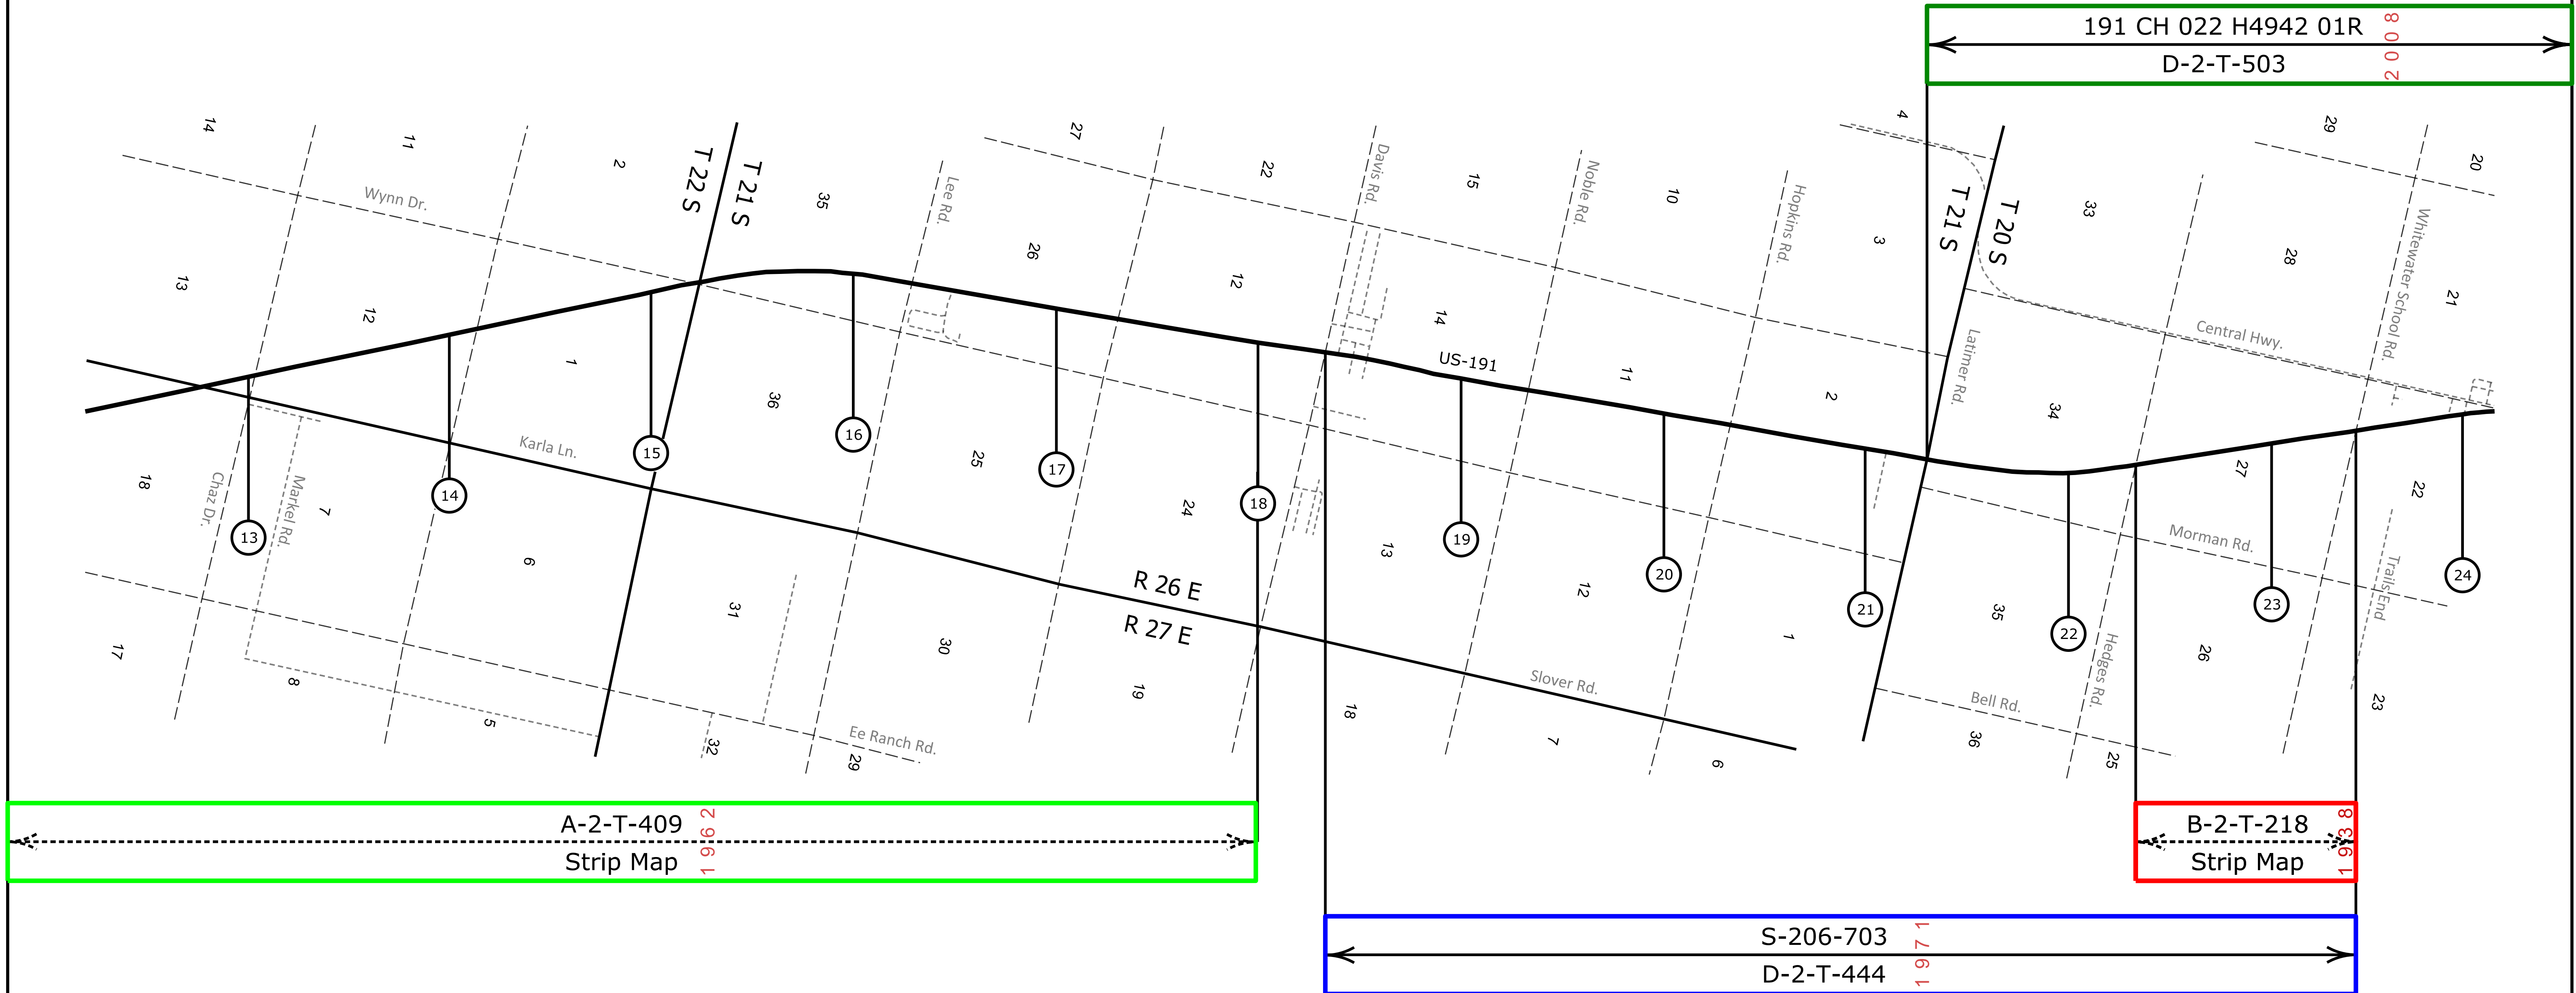 191 CH 022 H4942 01R
D-2-T-503
2008
14
11
2
T 22 S
T 21 S
35
27
22
Davis Rd.
15
Noble Rd.
10
Hopkins Rd.
4
3
T 21 S
T 20 S
33
29
20
28
Whitewater School Rd.
21
Wynn Dr.
Lee Rd.
26
12
14
13
12
1
36
25
24
US-191
11
2
Latimer Rd.
34
Central Hwy.
27
22
Karla Ln.
18
Chaz Dr.
Markel Rd.
7
6
13
14
15
16
17
18
19
20
21
22
23
24
13
12
1
35
Morman Rd.
Trails End
Hedges Rd.
26
R 26 E
R 27 E
31
30
19
18
Slover Rd.
7
6
Bell Rd.
36
25
23
17
8
5
32
29
Ee Ranch Rd.
A-2-T-409
Strip Map
1962
B-2-T-218
Strip Map
1938
S-206-703
D-2-T-444
1971